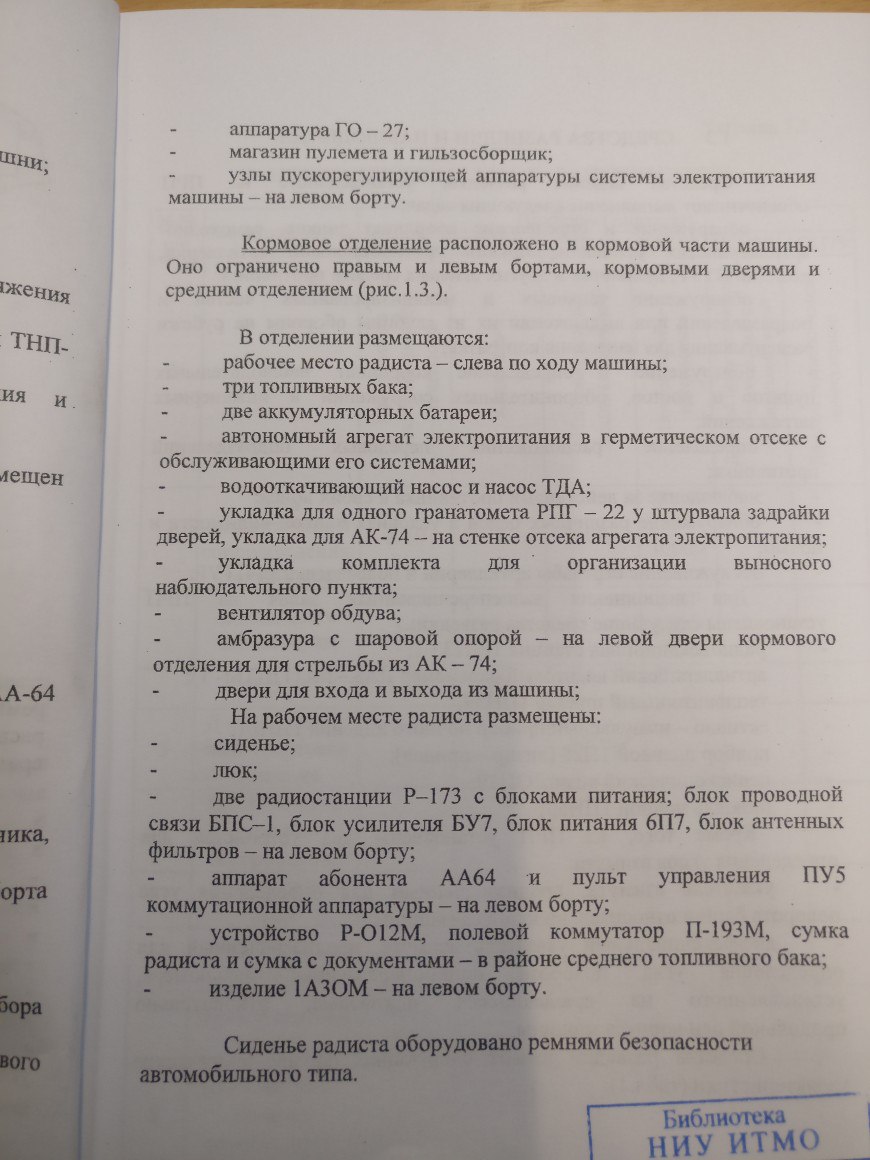 шни;
яжения
ТНП-
ия и
мещен
АА-64
ника,
орта
бора
вого
- аппаратура ГО – 27;
- магазин пулемета и гильзосборщик;
- узлы пускорегулирующей аппаратуры системы электропитания
машины – на левом борту.
Кормовое отделение расположено в кормовой части машины.
Оно ограничено правым и левым бортами, кормовыми дверями и
средним отделением (рис.1.3.).
В отделении размещаются:
- рабочее место радиста – слева по ходу машины;
- три топливных бака;
- две аккумуляторных батареи;
- автономный агрегат электропитания в герметическом отсеке с
обслуживающими его системами;
- водооткачивающий насос и насос ТДА;
- укладка для одного гранатомета РПГ – 22 у штурвала задрайки
дверей, укладка для АК-74 – на стенке отсека агрегата электропитания;
- укладка комплекта для организации выносного
наблюдательного пункта;
- вентилятор обдува;
- амбразура с шаровой опорой – на левой двери кормового
отделения для стрельбы из АК – 74;
- двери для входа и выхода из машины;
На рабочем месте радиста размещены:
- сиденье;
- люк;
- две радиостанции Р–173 с блоками питания; блок проводной
связи БПС–1, блок усилителя БУ7, блок питания 6П7, блок антенных
фильтров – на левом борту;
- аппарат абонента АА64 и пульт управления ПУ5
коммутационной аппаратуры – на левом борту;
- устройство Р-О12М, полевой коммутатор П-193М, сумка
радиста и сумка с документами – в районе среднего топливного бака;
- изделие 1АЗОМ – на левом борту.
Сиденье радиста оборудовано ремнями безопасности
автомобильного типа.
Библиотека
НИУ ИТМО